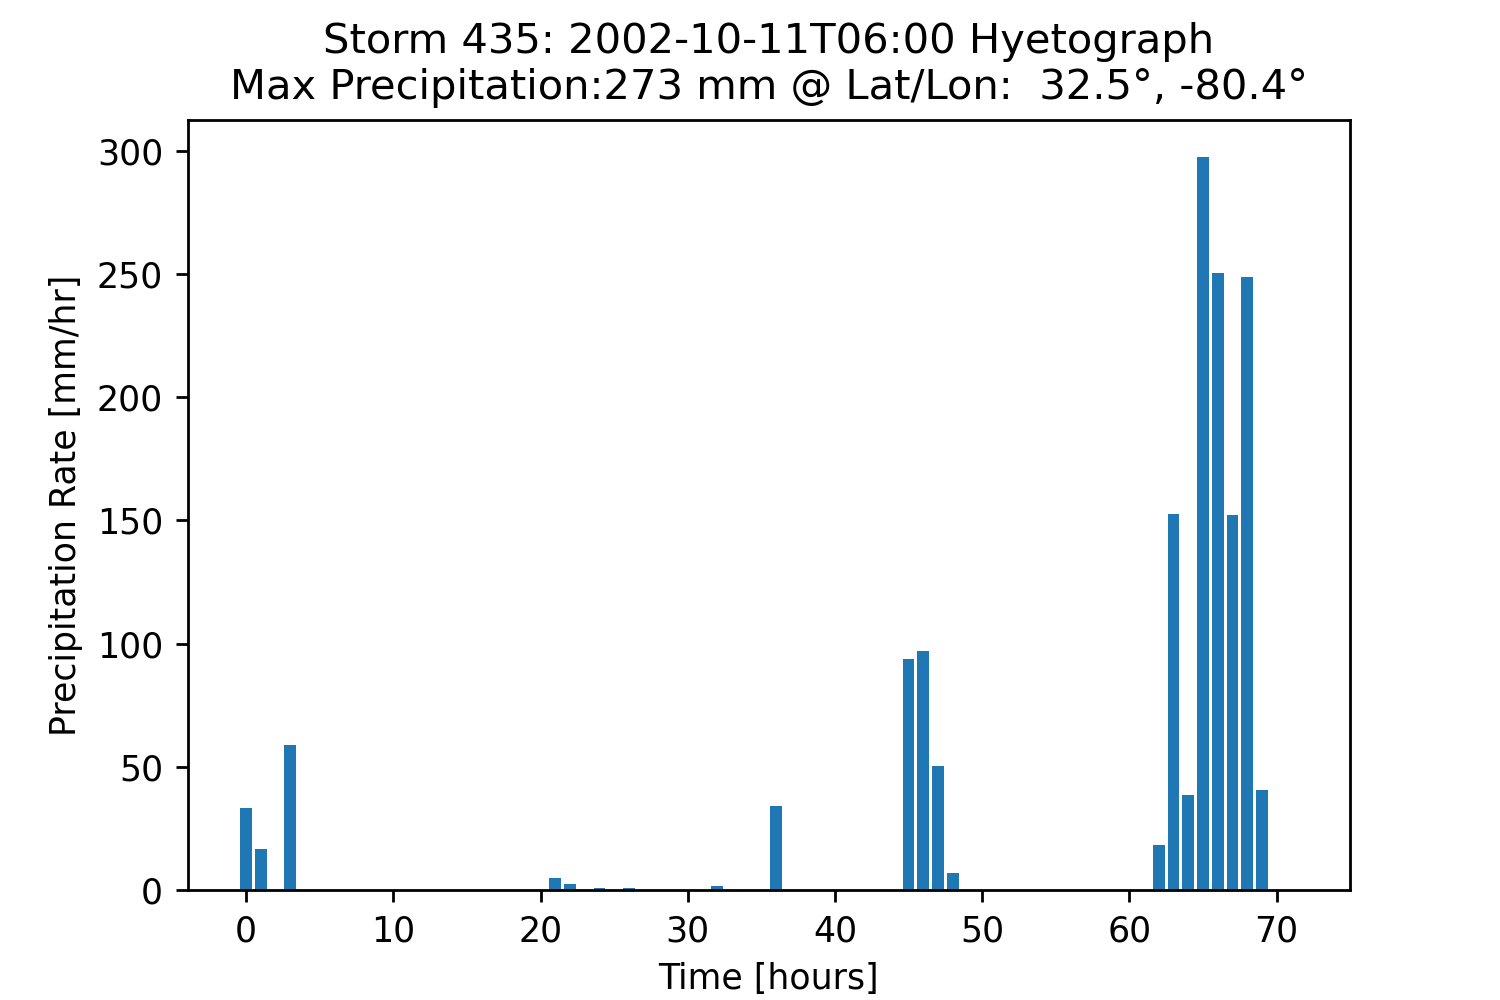 Storm 435: 2002-10-11T06:00 Hyetograph
Max Precipitation:273 mm @ Lat/Lon:  32.5°, -80.4°
300
250
200
150
100
50
0
Precipitation Rate [mm/hr]
0 10 20 30 40 50 60 70
Time [hours]